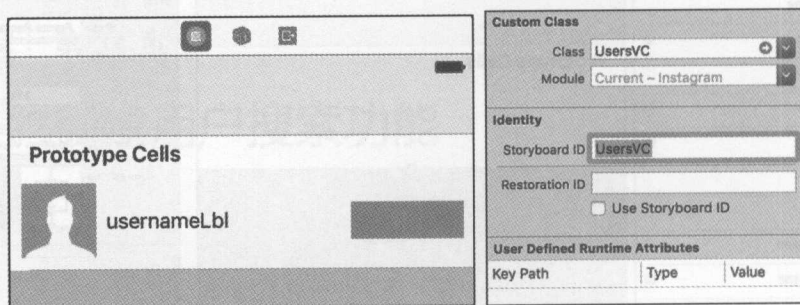 Prototype Cells
usernameLbl
Custom Class
Class UsersVC
Module Current – Instagram
Identity
Storyboard ID UsersVC
Restoration ID
Use Storyboard ID
User Defined Runtime Attributes
Key Path Type Value